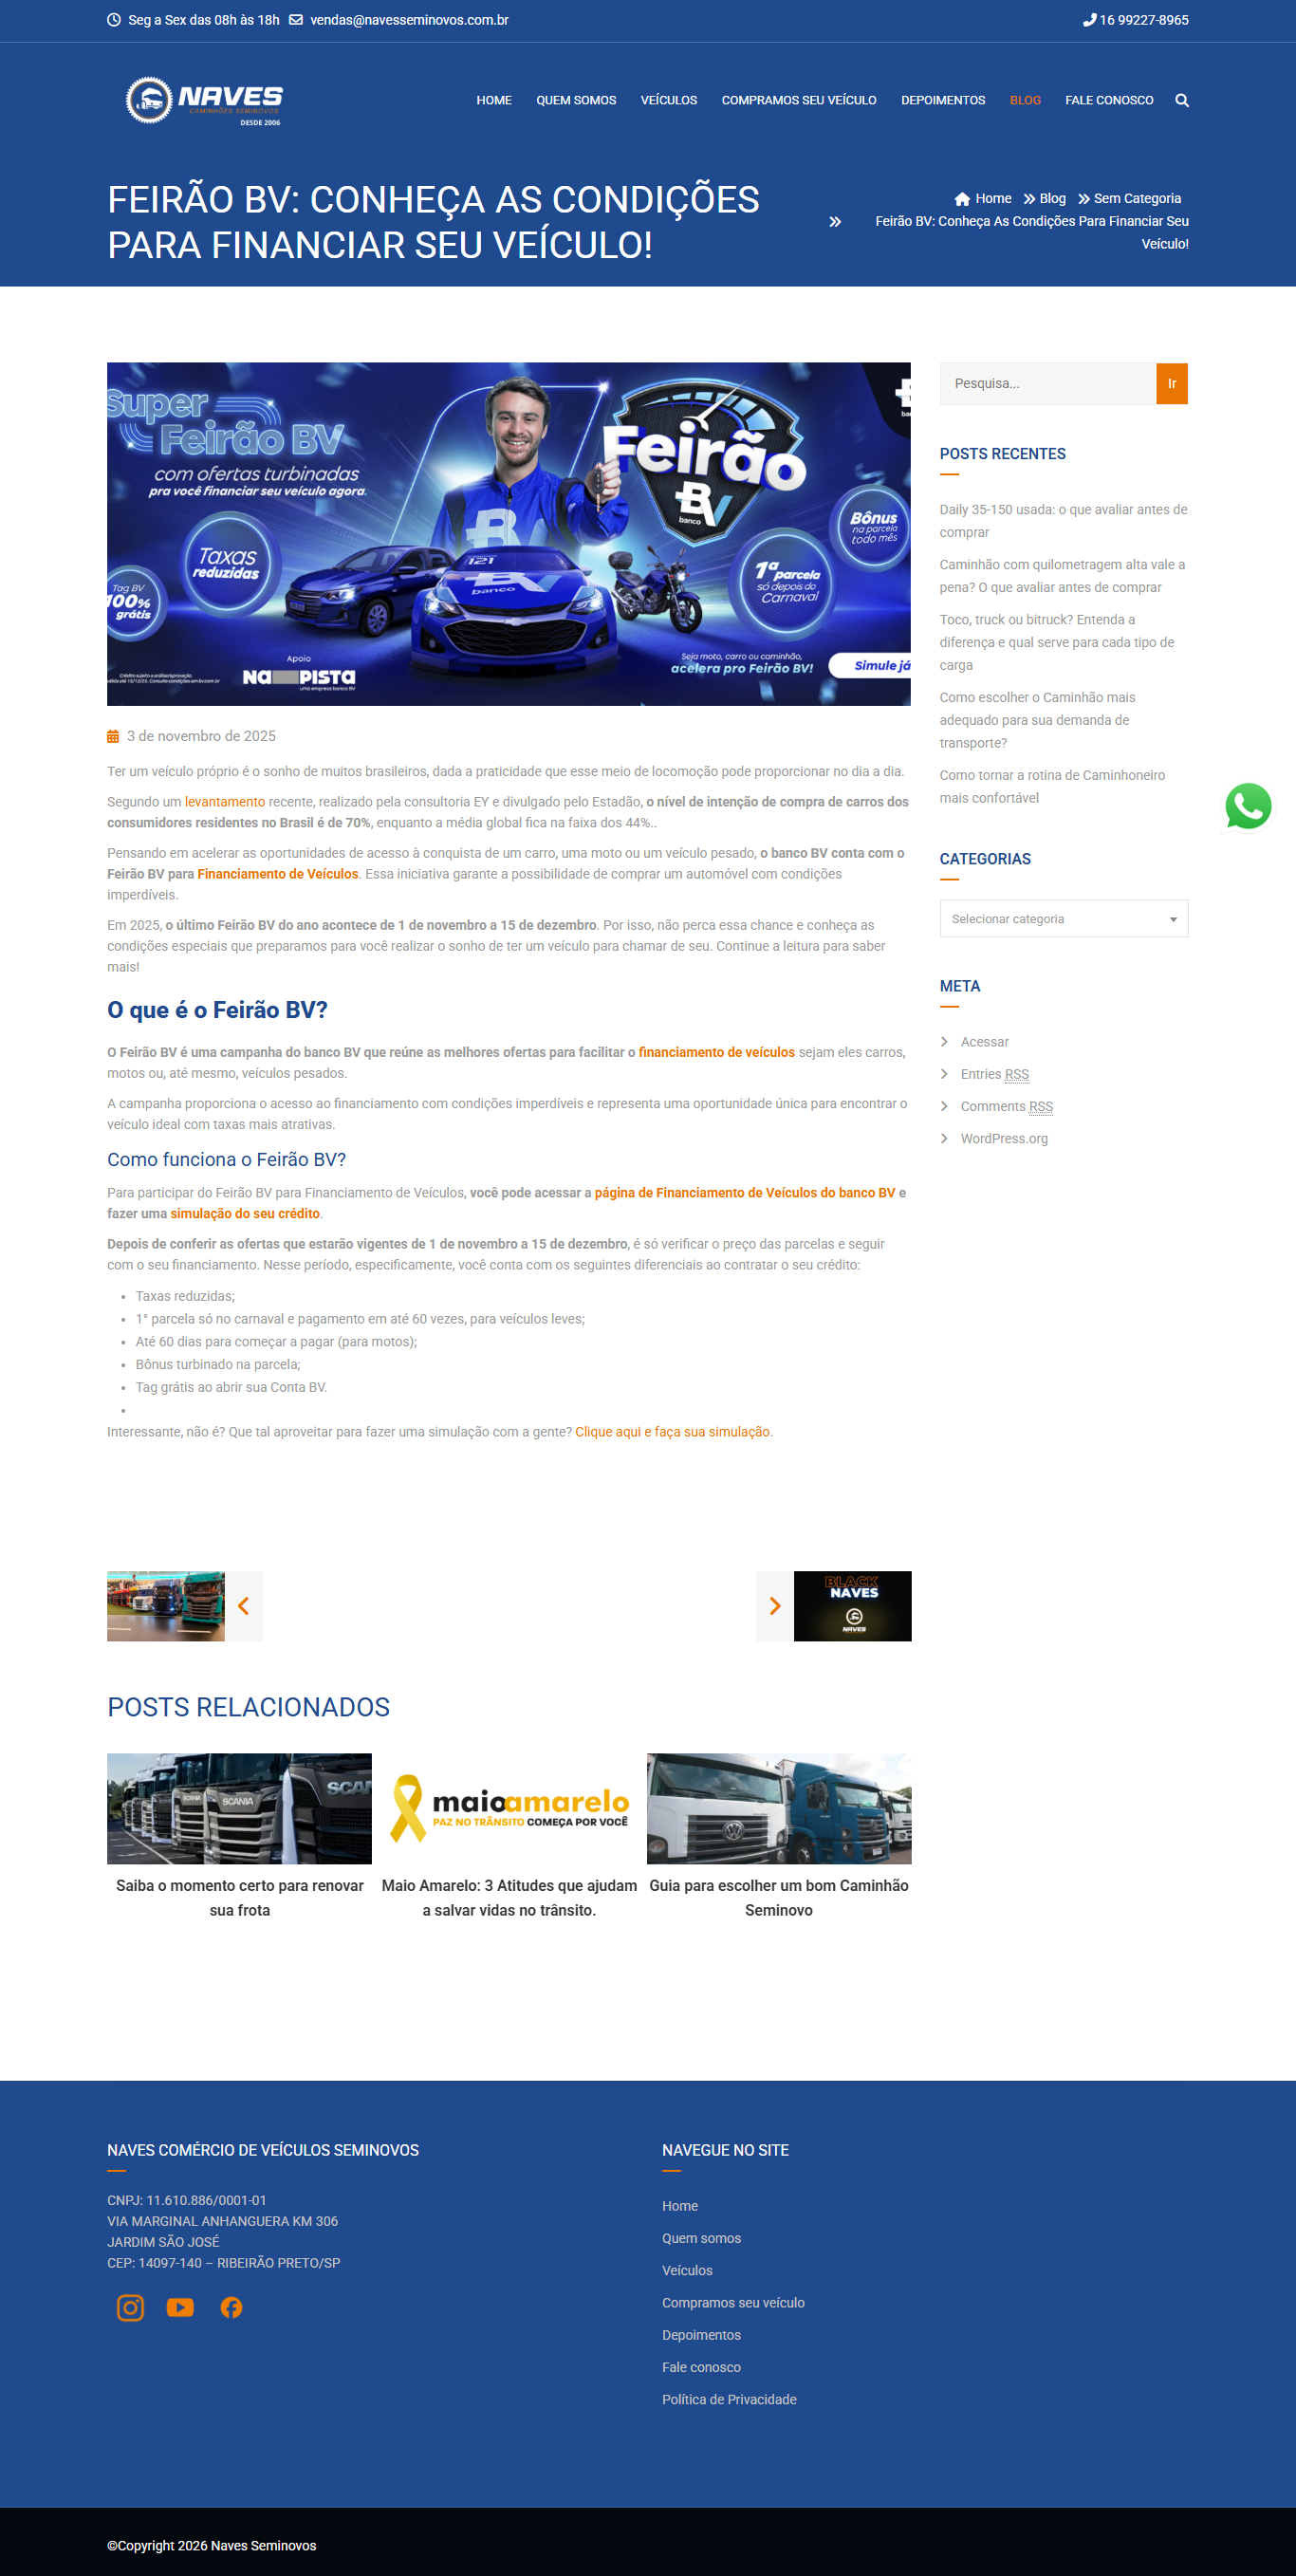 Seg a Sex das 08h às 18h vendas@navesseminovos.com.br 16 99227-8965
NAVES
CAMINHÕES SEMINOVOS
DESDE 2006
HOME QUEM SOMOS VEÍCULOS COMPRAMOS SEU VEÍCULO DEPOIMENTOS BLOG FALE CONOSCO
FEIRÃO BV: CONHEÇA AS CONDIÇÕES
PARA FINANCIAR SEU VEÍCULO!
Home Blog Sem Categoria
Feirão BV: Conheça As Condições Para Financiar Seu
Veículo!
Super
Feirão BV
com ofertas turbinadas
pra você financiar seu veículo agora.
Taxas
reduzidas
Tag BV
100%
grátis
Feirão
BV
banco
Bônus
na parcela
todo mês
1ª parcela
só depois do
Carnaval
121
banco
Apoio
NAPISTA
uma empresa banco BV
Seja moto, carro ou caminhão,
acelera pro Feirão BV!
Simule já
3 de novembro de 2025
Ter um veículo próprio é o sonho de muitos brasileiros, dada a praticidade que esse meio de locomoção pode proporcionar no dia a dia.
Segundo um levantamento recente, realizado pela consultoria EY e divulgado pelo Estadão, o nível de intenção de compra de carros dos
consumidores residentes no Brasil é de 70%, enquanto a média global fica na faixa dos 44%..
Pensando em acelerar as oportunidades de acesso à conquista de um carro, uma moto ou um veículo pesado, o banco BV conta com o
Feirão BV para Financiamento de Veículos. Essa iniciativa garante a possibilidade de comprar um automóvel com condições
imperdíveis.
Em 2025, o último Feirão BV do ano acontece de 1 de novembro a 15 de dezembro. Por isso, não perca essa chance e conheça as
condições especiais que preparamos para você realizar o sonho de ter um veículo para chamar de seu. Continue a leitura para saber
mais!
O que é o Feirão BV?
O Feirão BV é uma campanha do banco BV que reúne as melhores ofertas para facilitar o financiamento de veículos sejam eles carros,
motos ou, até mesmo, veículos pesados.
A campanha proporciona o acesso ao financiamento com condições imperdíveis e representa uma oportunidade única para encontrar o
veículo ideal com taxas mais atrativas.
Como funciona o Feirão BV?
Para participar do Feirão BV para Financiamento de Veículos, você pode acessar a página de Financiamento de Veículos do banco BV e
fazer uma simulação do seu crédito.
Depois de conferir as ofertas que estarão vigentes de 1 de novembro a 15 de dezembro, é só verificar o preço das parcelas e seguir
com o seu financiamento. Nesse período, especificamente, você conta com os seguintes diferenciais ao contratar o seu crédito:
• Taxas reduzidas;
• 1° parcela só no carnaval e pagamento em até 60 vezes, para veículos leves;
• Até 60 dias para começar a pagar (para motos);
• Bônus turbinado na parcela;
• Tag grátis ao abrir sua Conta BV.
•
Interessante, não é? Que tal aproveitar para fazer uma simulação com a gente? Clique aqui e faça sua simulação.
BLACK
NAVES
NAVES
POSTS RELACIONADOS
SCANIA
SCANIA
SCAN
maioamarelo
PAZ NO TRÂNSITO COMEÇA POR VOCÊ
Saiba o momento certo para renovar
sua frota
Maio Amarelo: 3 Atitudes que ajudam
a salvar vidas no trânsito.
Guia para escolher um bom Caminhão
Seminovo
Pesquisa...
Ir
POSTS RECENTES
Daily 35-150 usada: o que avaliar antes de
comprar
Caminhão com quilometragem alta vale a
pena? O que avaliar antes de comprar
Toco, truck ou bitruck? Entenda a
diferença e qual serve para cada tipo de
carga
Como escolher o Caminhão mais
adequado para sua demanda de
transporte?
Como tornar a rotina de Caminhoneiro
mais confortável
CATEGORIAS
Selecionar categoria
META
Acessar
Entries RSS
Comments RSS
WordPress.org
NAVES COMÉRCIO DE VEÍCULOS SEMINOVOS
CNPJ: 11.610.886/0001-01
VIA MARGINAL ANHANGUERA KM 306
JARDIM SÃO JOSÉ
CEP: 14097-140 – RIBEIRÃO PRETO/SP
NAVEGUE NO SITE
Home
Quem somos
Veículos
Compramos seu veículo
Depoimentos
Fale conosco
Política de Privacidade
©Copyright 2026 Naves Seminovos